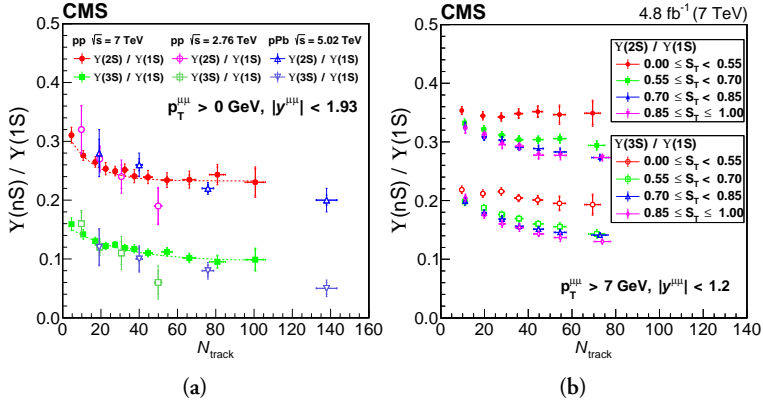 CMS
pp √s = 7 TeV pp √s = 2.76 TeV pPb √s = 5.02 TeV
ϒ(2S) / ϒ(1S) ϒ(2S) / ϒ(1S) ϒ(2S) / ϒ(1S)
ϒ(3S) / ϒ(1S) ϒ(3S) / ϒ(1S) ϒ(3S) / ϒ(1S)
p_T^μμ > 0 GeV, |y^μμ| < 1.93
ϒ(nS) / ϒ(1S)
0.5
0.4
0.3
0.2
0.1
0.0
0 20 40 60 80 100 120 140 160
N_track
(a)
CMS 4.8 fb⁻¹ (7 TeV)
ϒ(2S) / ϒ(1S)
0.00 ≤ S_T < 0.55
0.55 ≤ S_T < 0.70
0.70 ≤ S_T < 0.85
0.85 ≤ S_T ≤ 1.00
ϒ(3S) / ϒ(1S)
0.00 ≤ S_T < 0.55
0.55 ≤ S_T < 0.70
0.70 ≤ S_T < 0.85
0.85 ≤ S_T ≤ 1.00
p_T^μμ > 7 GeV, |y^μμ| < 1.2
ϒ(nS) / ϒ(1S)
0.5
0.4
0.3
0.2
0.1
0.0
0 20 40 60 80 100 120 140
N_track
(b)